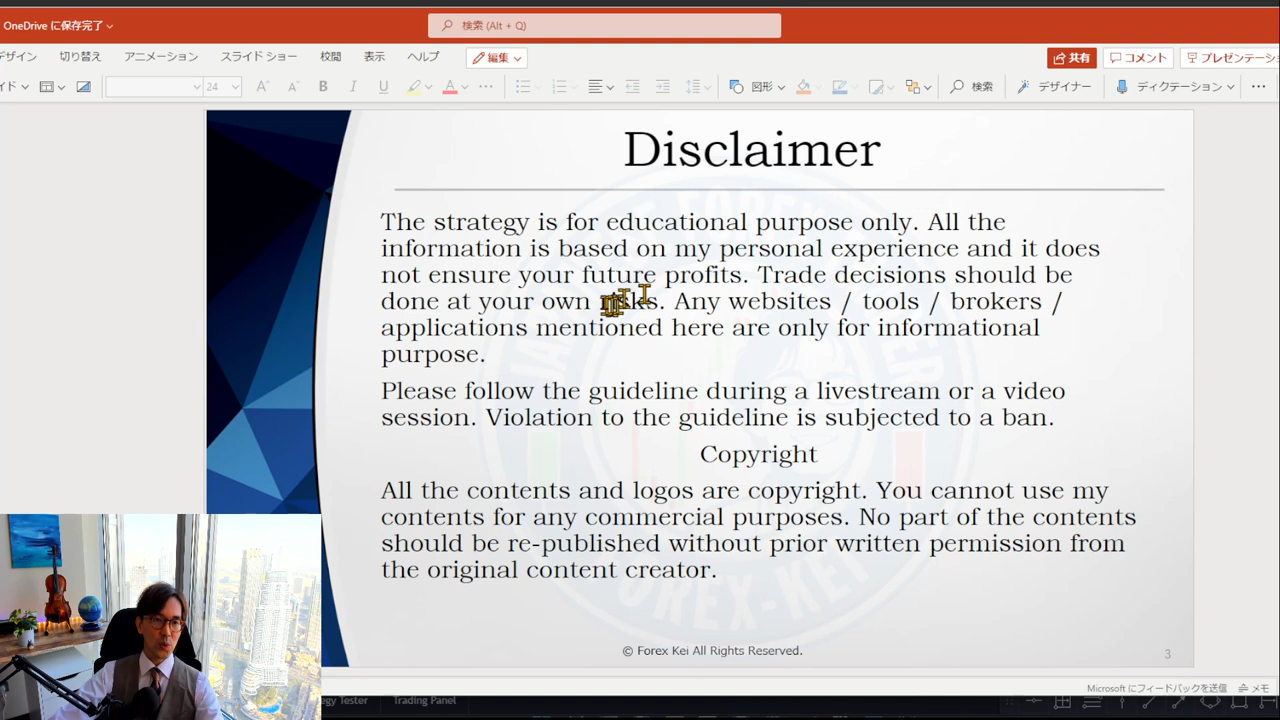 OneDrive に保存完了
検索 (Alt + Q)
デザイン 切り替え アニメーション スライド ショー 校閲 表示 ヘルプ 編集 共有 コメント
24 B I U 図形 検索 デザイナー ディクテーション
Disclaimer
The strategy is for educational purpose only. All the
information is based on my personal experience and it does
not ensure your future profits. Trade decisions should be
done at your own risks. Any websites / tools / brokers /
applications mentioned here are only for informational
purpose.
Please follow the guideline during a livestream or a video
session. Violation to the guideline is subjected to a ban.
Copyright
All the contents and logos are copyright. You cannot use my
contents for any commercial purposes. No part of the contents
should be re-published without prior written permission from
the original content creator.
© Forex Kei All Rights Reserved.
3
Microsoft にフィードバックを送信 メモ
Tester Trading Panel